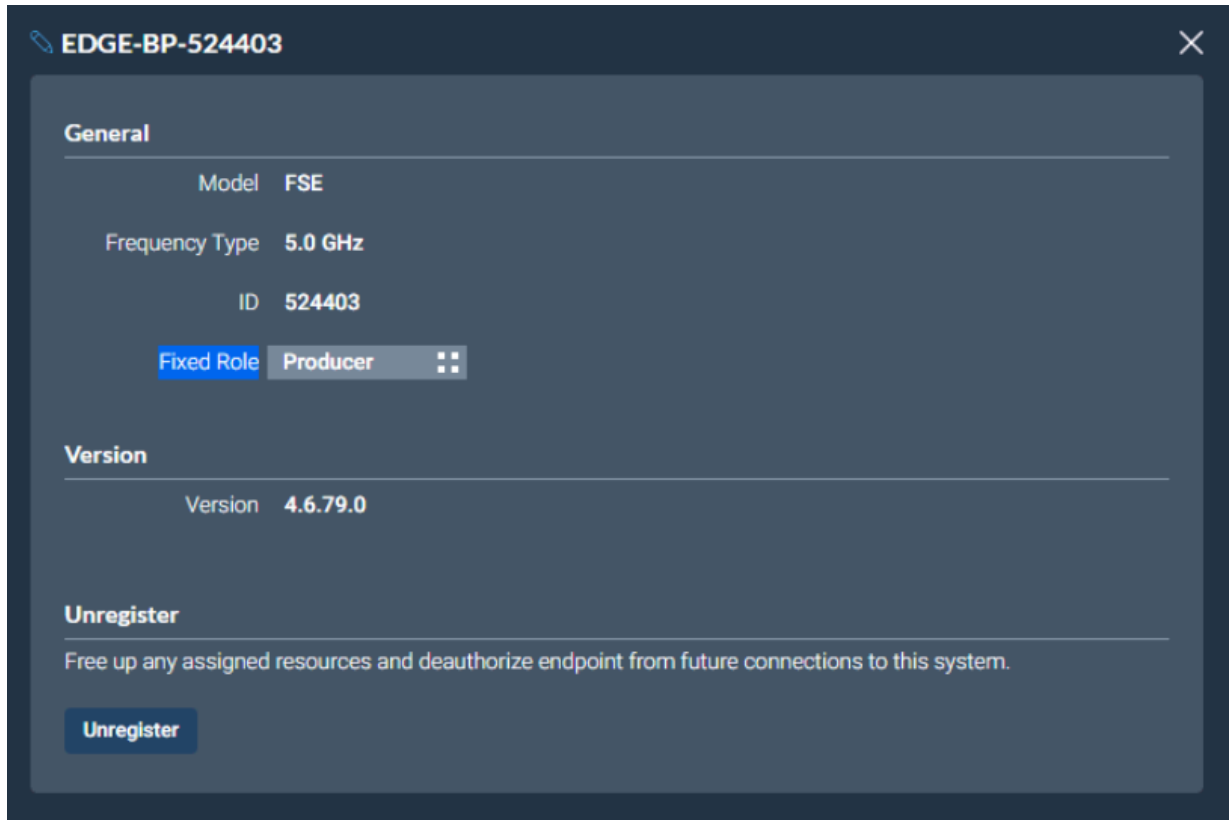 EDGE-BP-524403
General
Model FSE
Frequency Type 5.0 GHz
ID 524403
Fixed Role Producer
Version
Version 4.6.79.0
Unregister
Free up any assigned resources and deauthorize endpoint from future connections to this system.
Unregister